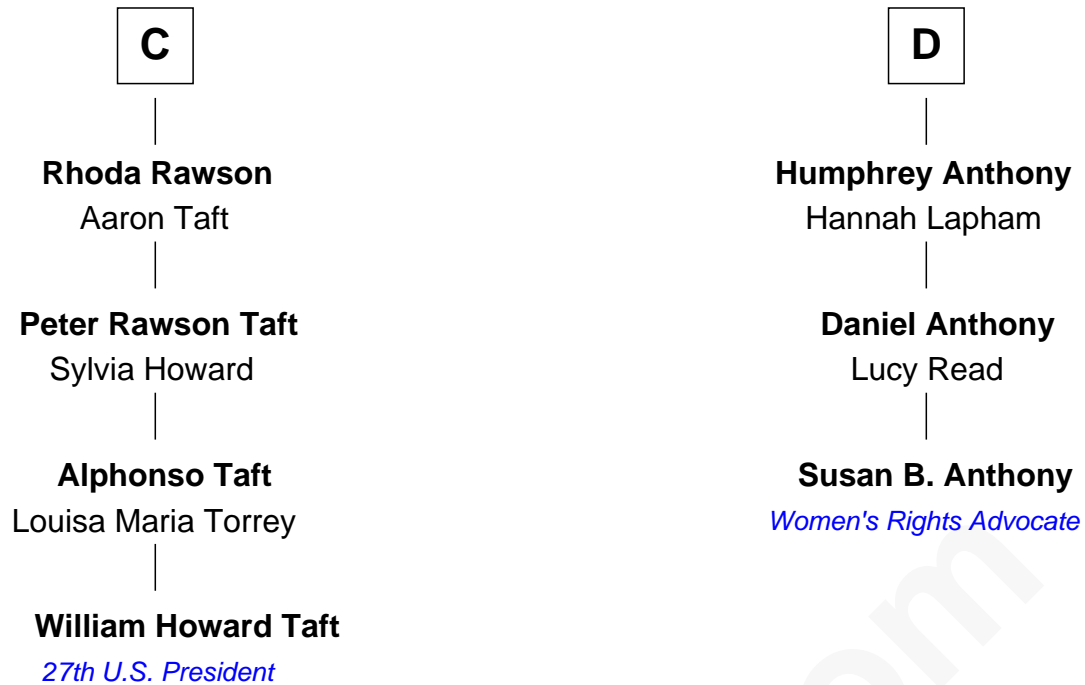 C
Rhoda Rawson
Aaron Taft
Peter Rawson Taft
Sylvia Howard
Alphonso Taft
Louisa Maria Torrey
William Howard Taft
27th U.S. President
D
Humphrey Anthony
Hannah Lapham
Daniel Anthony
Lucy Read
Susan B. Anthony
Women's Rights Advocate
om